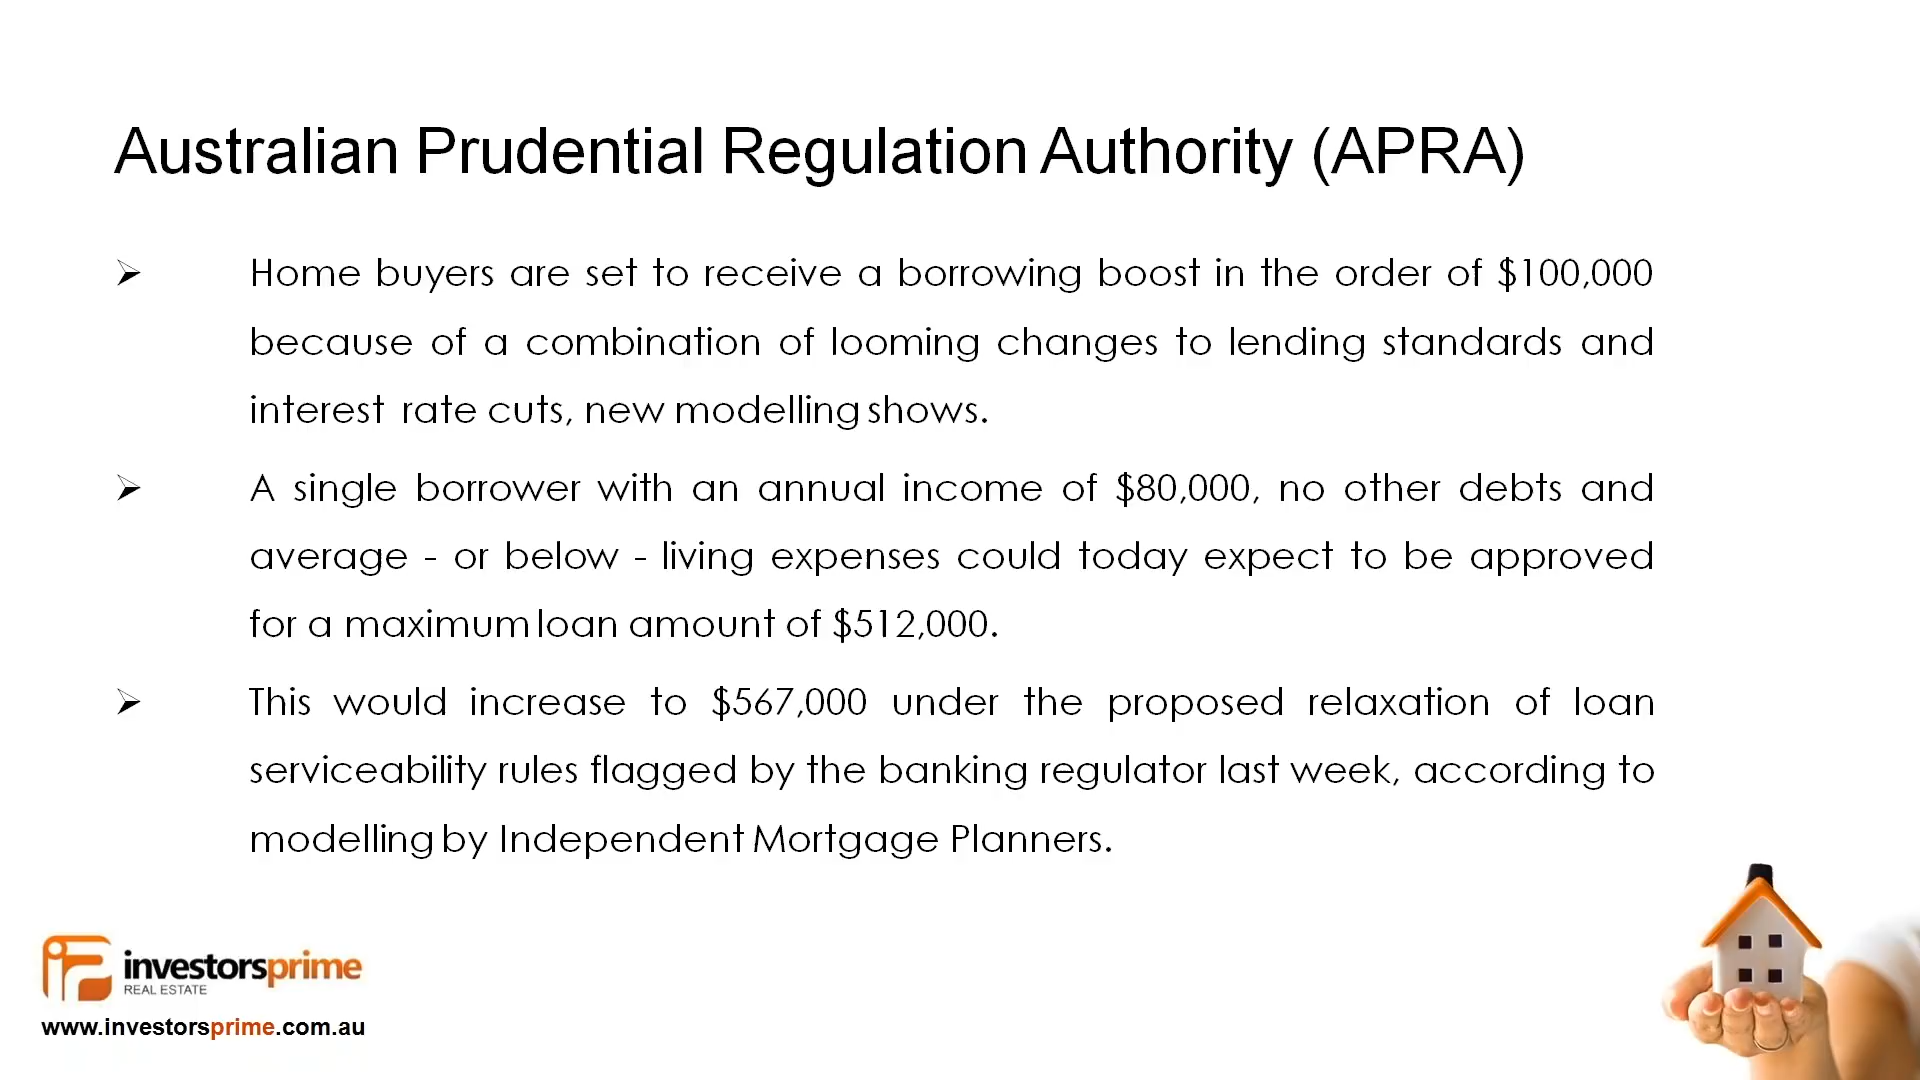 Australian Prudential Regulation Authority (APRA)
Home buyers are set to receive a borrowing boost in the order of $100,000
because of a combination of looming changes to lending standards and
interest rate cuts, new modelling shows.
A single borrower with an annual income of $80,000, no other debts and
average - or below - living expenses could today expect to be approved
for a maximum loan amount of $512,000.
This would increase to $567,000 under the proposed relaxation of loan
serviceability rules flagged by the banking regulator last week, according to
modelling by Independent Mortgage Planners.
investorsprime
REAL ESTATE
www.investorsprime.com.au